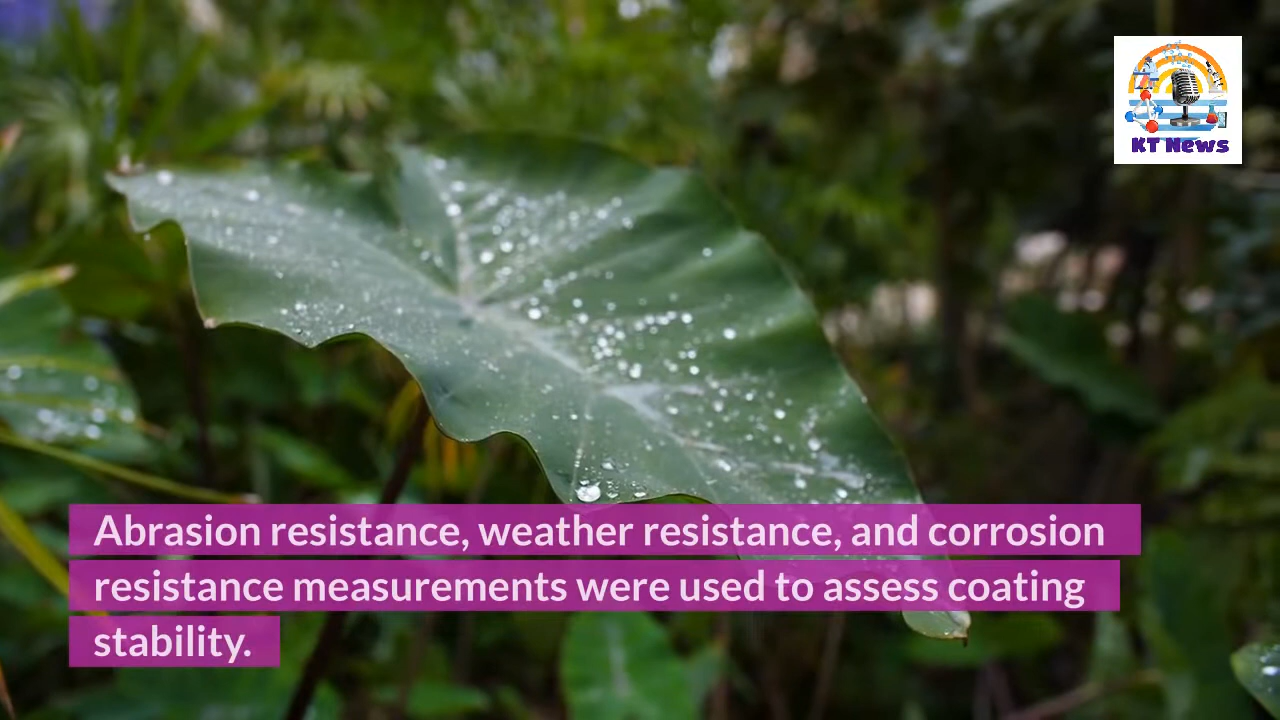 KT News
Abrasion resistance, weather resistance, and corrosion
resistance measurements were used to assess coating
stability.